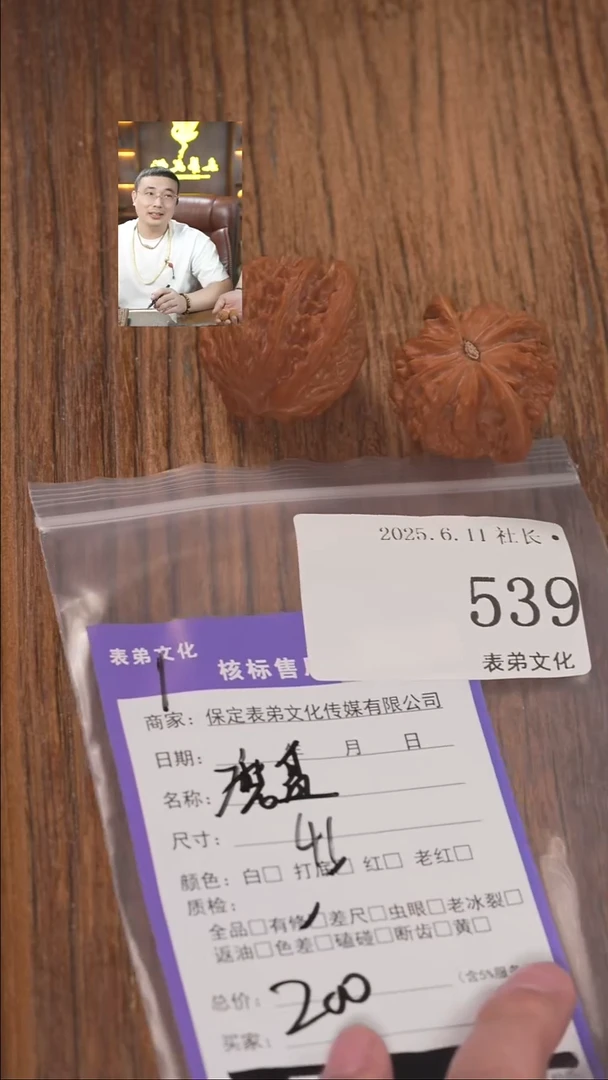 2025.6.11 社长 •
539
表弟文化
表弟文化
核标售
商家：保定表弟文化传媒有限公司
日期： 年 月 日
名称：磨盘
尺寸：41
颜色：白□ 打底□ 红□ 老红□
质检：
全品□有修□差尺□虫眼□老冰裂□
返油□色差□磕碰□断齿□黄□
总价：200 （含5%服务
买家：